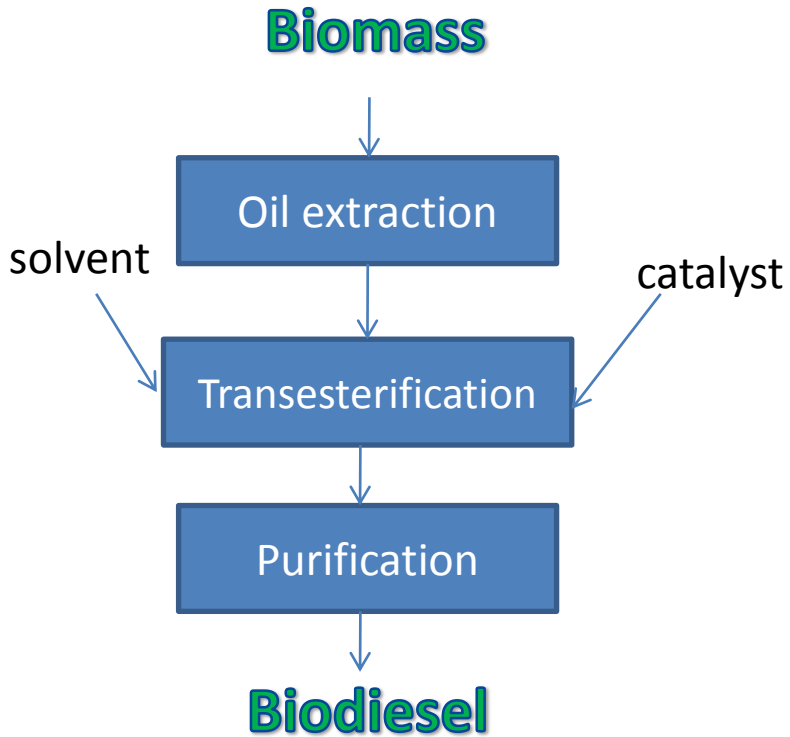 Biomass
Oil extraction
solvent
catalyst
Transesterification
Purification
Biodiesel